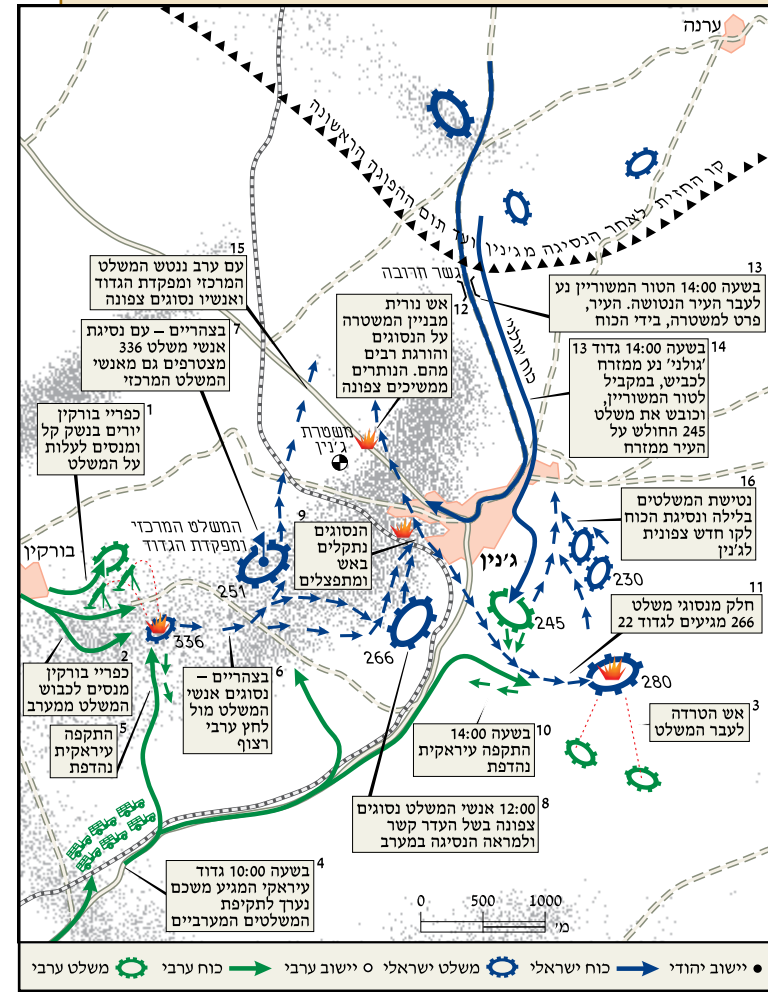 ערנה
קו החזית לאחר הנסיגה מג'נין ועד תום ההפוגה הראשונה
גשר חרובה
כוח גולני
13
בשעה 14:00 הטור המשוריין נע
לעבר העיר הנטושה. העיר,
פרט למשטרה, בידי הכוח
14
בשעה 14:00 גדוד 13
'גולני' נע ממזרח
לכביש, במקביל
לטור המשוריין,
וכובש את משלט
245 החולש על
העיר ממזרח
15
עם ערב ננטש המשלט
המרכזי ומפקדת הגדוד
ואנשיו נסוגים צפונה
12
אש נורית
מבניין המשטרה
על הנסוגים
והורגת רבים
מהם. הנותרים
ממשיכים צפונה
7
בצהריים – עם נסיגת
אנשי משלט 336
מצטרפים גם מאנשי
המשלט המרכזי
1
כפריי בורקין
יורים בנשק קל
ומנסים לעלות
על המשלט
משטרת
ג'נין
המשלט המרכזי
ומפקדת הגדוד
בורקין
9
הנסוגים
נתקלים
באש
ומתפצלים
ג'נין
16
נטישת המשלטים
בלילה ונסיגת הכוח
לקו חדש צפונית
לג'נין
251
230
245
336
266
280
11
חלק מנסוגי משלט
266 מגיעים לגדוד 22
2
כפריי בורקין
מנסים לכבוש
המשלט ממערב
6
בצהריים –
נסוגים אנשי
המשלט מול
לחץ ערבי
רצוף
3
אש הטרדה
לעבר המשלט
5
התקפה
עיראקית
נהדפת
10
בשעה 14:00
התקפה עיראקית
נהדפת
8
12:00 אנשי המשלט נסוגים
צפונה בשל העדר קשר
ולמראה הנסיגה במערב
4
בשעה 10:00 גדוד
עיראקי המגיע משכם
נערך לתקיפת
המשלטים המערביים
0 500 1000
מ'
יישוב יהודי כוח ישראלי משלט ישראלי יישוב ערבי כוח ערבי משלט ערבי